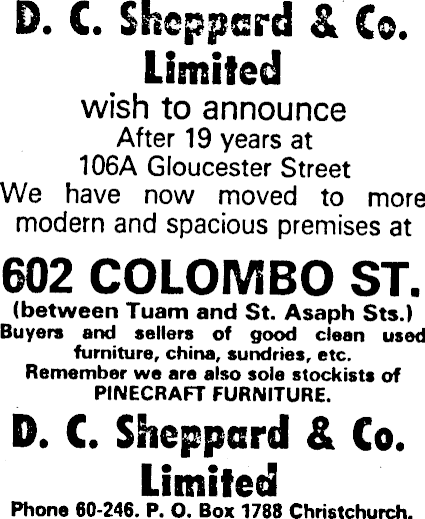 D. C. Sheppard & Co.
Limited
wish to announce
After 19 years at
106A Gloucester Street
We have now moved to more
modern and spacious premises at
602 COLOMBO ST.
(between Tuam and St. Asaph Sts.)
Buyers and sellers of good clean used
furniture, china, sundries, etc.
Remember we are also sole stockists of
PINECRAFT FURNITURE.
D. C. Sheppard & Co.
Limited
Phone 60-246. P. O. Box 1788 Christchurch.